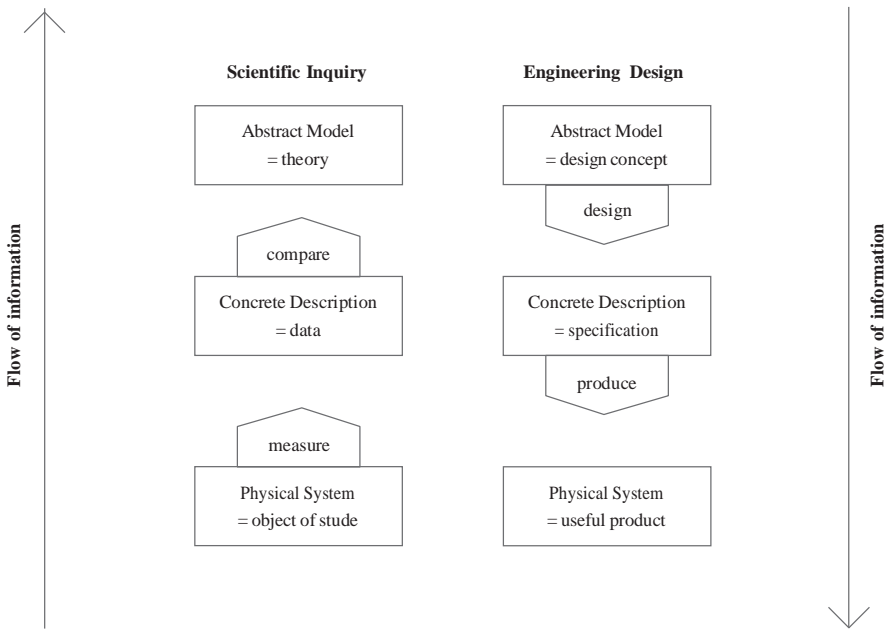 Scientific Inquiry
Abstract Model
= theory
compare
Concrete Description
= data
measure
Physical System
= object of stude
Engineering Design
Abstract Model
= design concept
design
Concrete Description
= specification
produce
Physical System
= useful product
Flow of information
Flow of information